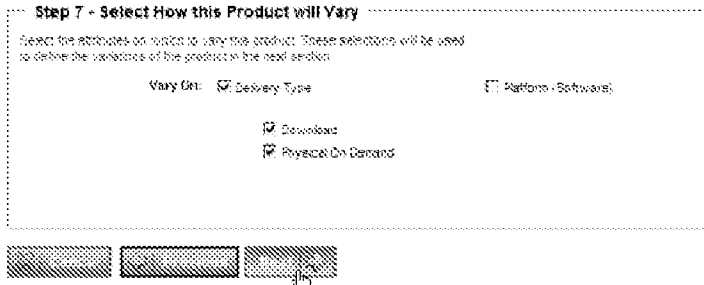 Step 7 - Select How this Product will Vary
Select the attributes on which to vary this product. These selections will be used
to define the variations of the product in the next section.
Vary On: Delivery Type Platform (Software)
Download
Physical On Demand